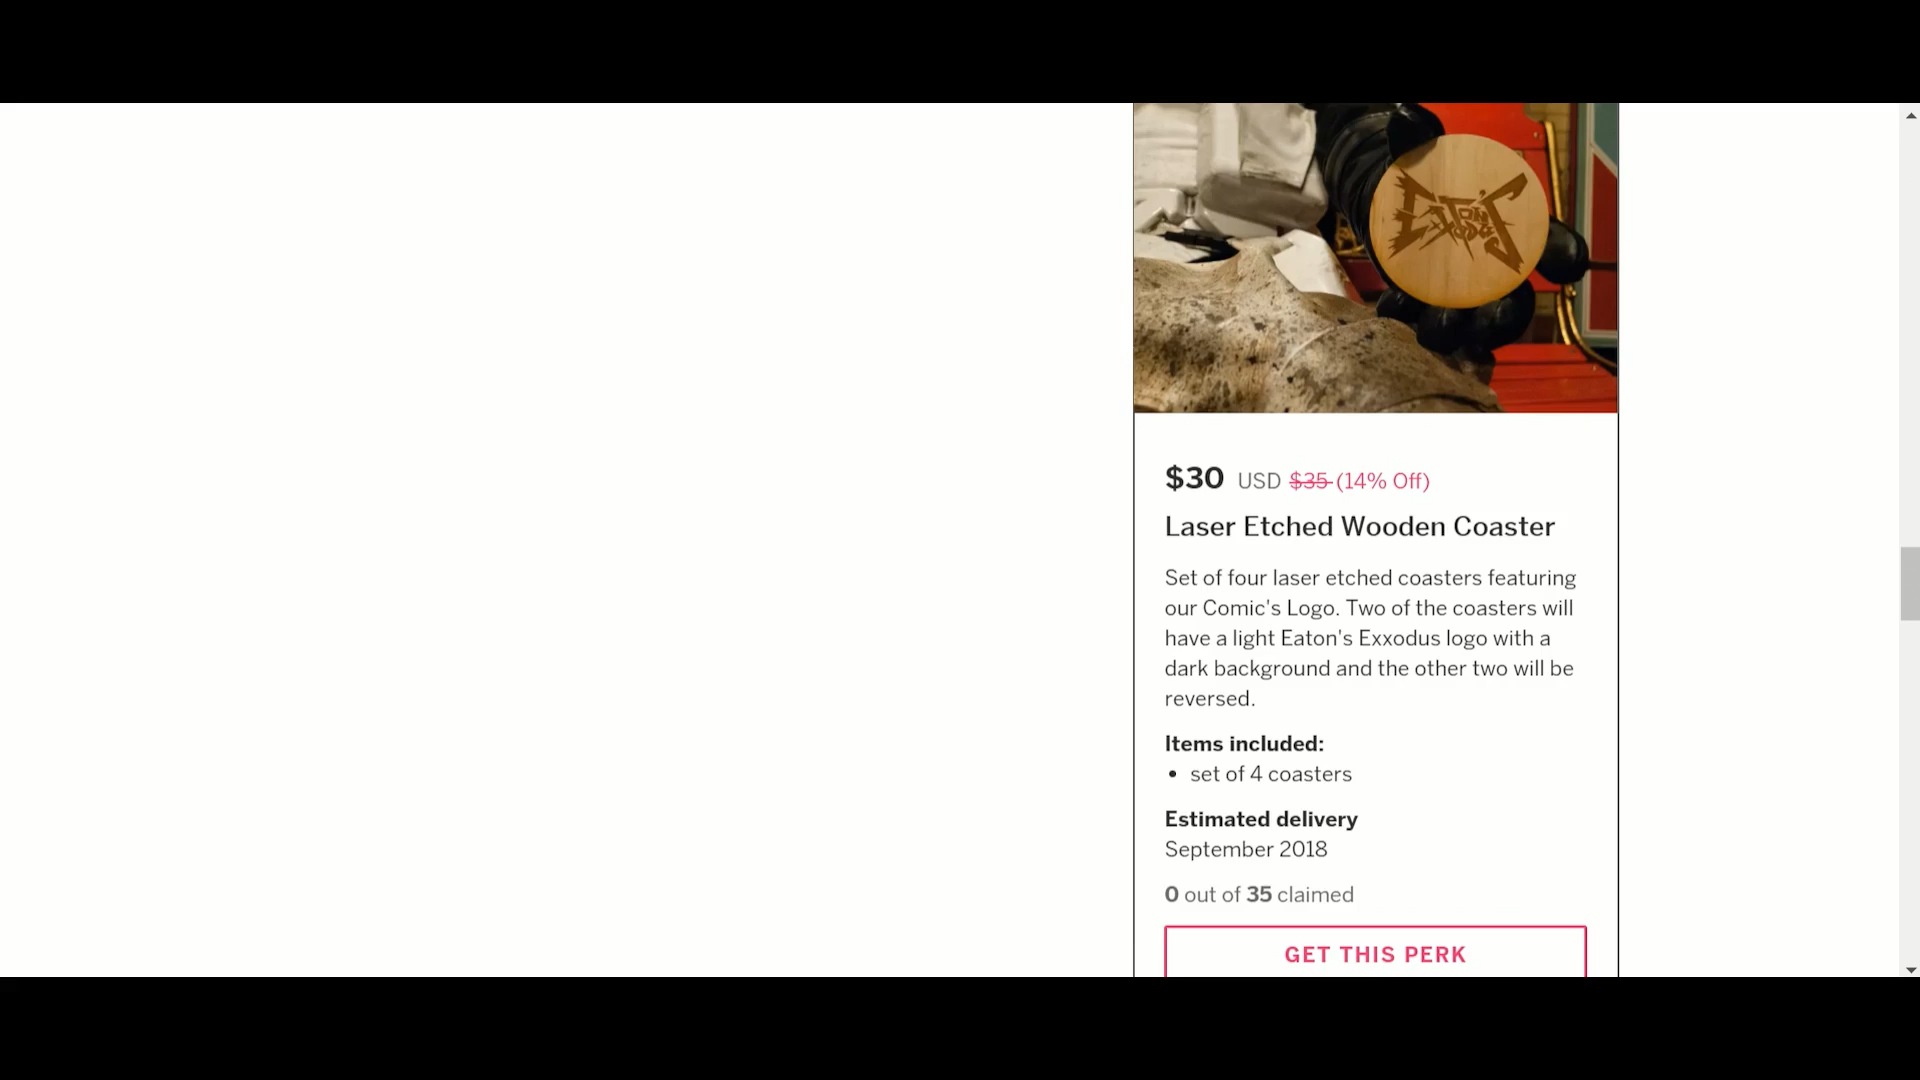 Eaton's
Exxodus
$30 USD $35 (14% Off)
Laser Etched Wooden Coaster
Set of four laser etched coasters featuring
our Comic's Logo. Two of the coasters will
have a light Eaton's Exxodus logo with a
dark background and the other two will be
reversed.
Items included:
• set of 4 coasters
Estimated delivery
September 2018
0 out of 35 claimed
GET THIS PERK